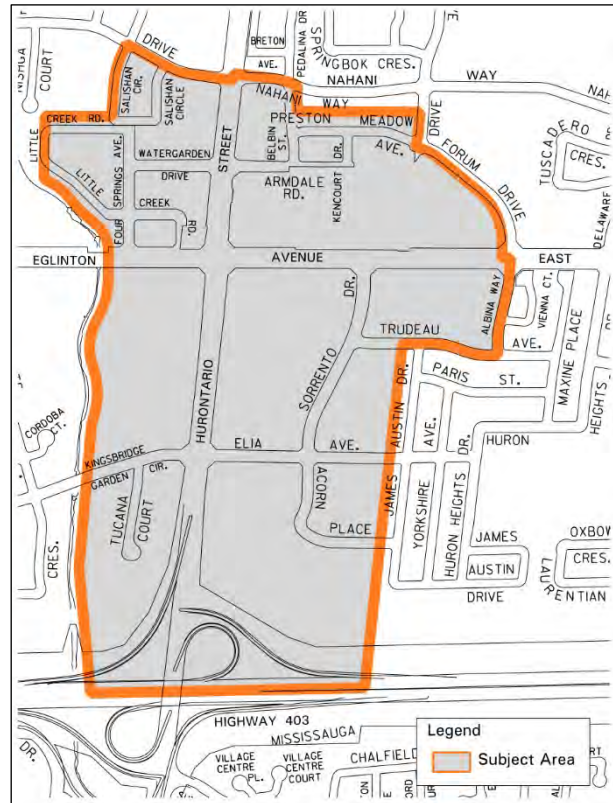 NISHGA
COURT
DRIVE
BRETON
AVE.
PEDALINA DR
SPRINGBOK CRES.
NAHANI WAY
NAHANI WAY
SALISHAN
CIR.
SALISHAN
CIRCLE
CREEK RD.
LITTLE
PRESTON MEADOW
AVE.
DRIVE
FORUM
DRIVE
TUSCADERO
CRES.
DELAWARE
BELBIN
ST.
STREET
WATERGARDEN
DRIVE
SPRINGS AVE.
FOUR
LITTLE
CREEK
RD.
ARMDALE
RD.
KENCOURT
DR.
EGLINTON AVENUE EAST
ALBINA WAY
VIENNA CT.
MAXINE PLACE
HEIGHTS
TRUDEAU
AVE.
SORRENTO
DR.
HURONTARIO
PARIS ST.
HURON
CORDOBA
CT.
KINGSBRIDGE
GARDEN CIR.
ELIA AVE.
JAMES AUSTIN DR.
YORKSHIRE
AVE.
HURON HEIGHTS
DR.
TUCANA
COURT
ACORN
PLACE
CRES.
JAMES
AUSTIN
DRIVE
OXBOW
CRES.
LAURENTIAN
HIGHWAY 403
MISSISSAUGA
DR.
VILLAGE
CENTRE
PL.
VILLAGE
CENTRE
COURT
CHALFIELD
Legend
Subject Area